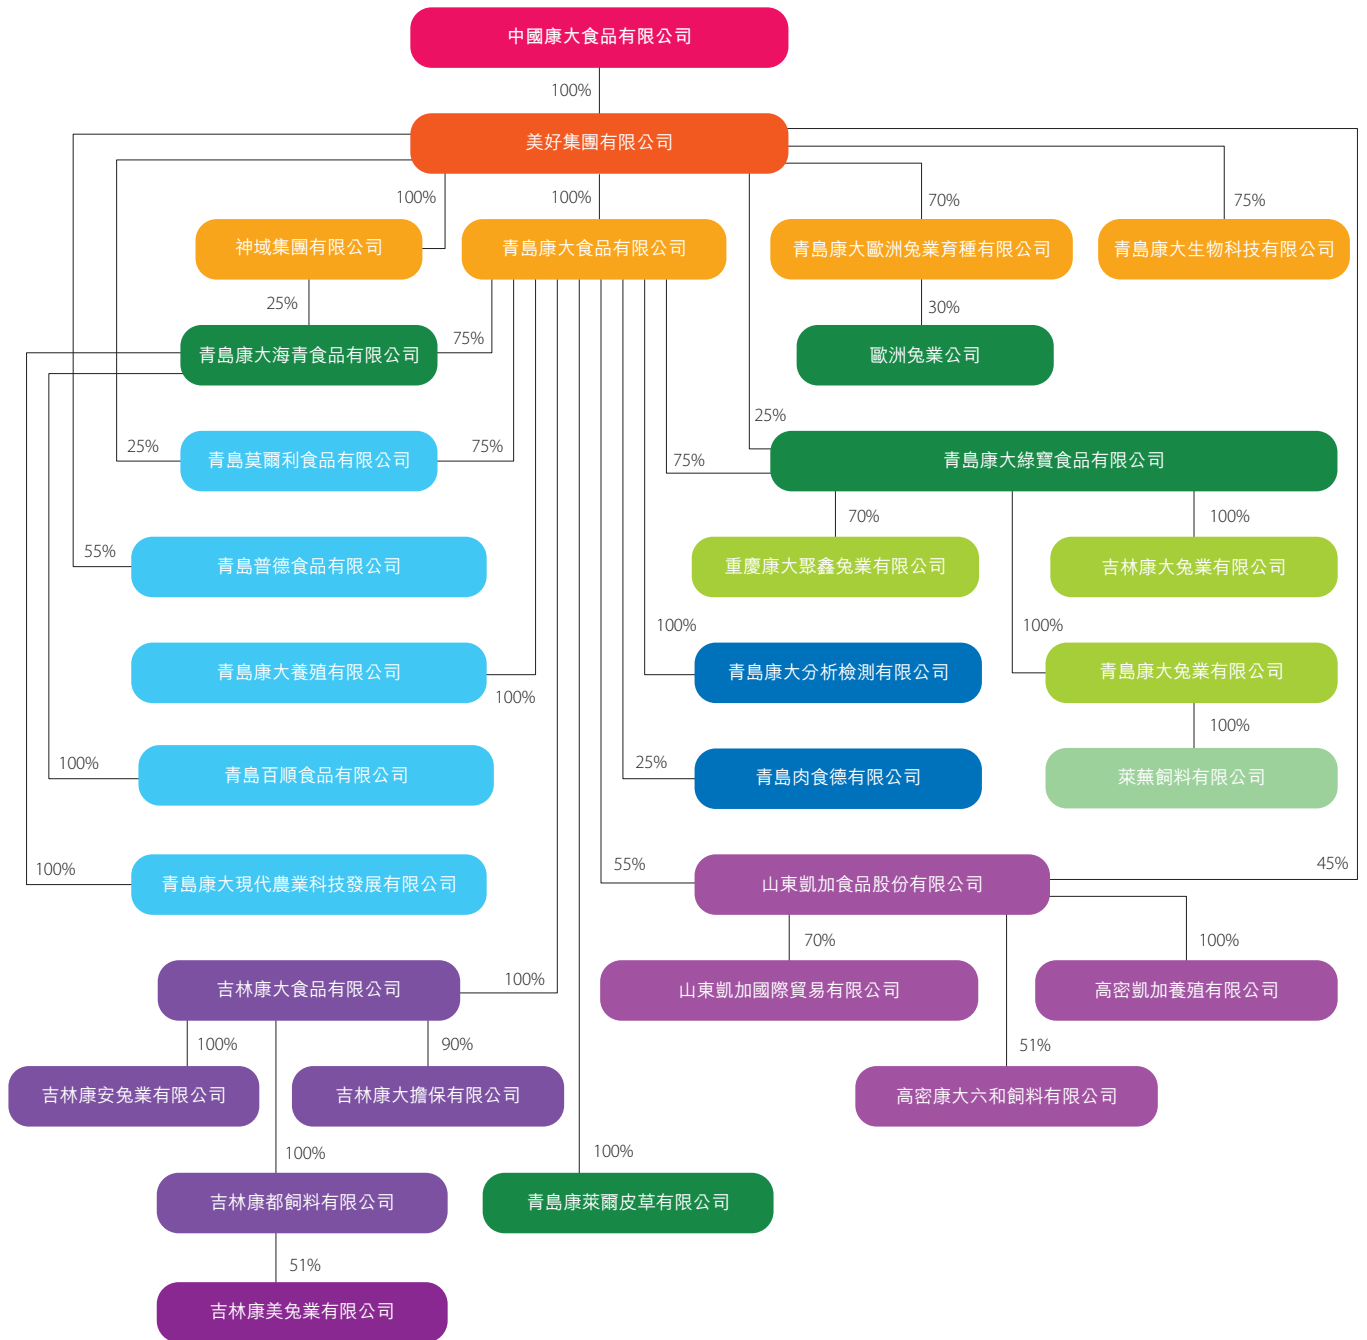 中國康大食品有限公司
100%
美好集團有限公司
100%
100%
70%
75%
神域集團有限公司
青島康大食品有限公司
青島康大歐洲兔業育種有限公司
青島康大生物科技有限公司
25%
30%
75%
青島康大海青食品有限公司
歐洲兔業公司
25%
25%
75%
75%
青島莫爾利食品有限公司
青島康大綠寶食品有限公司
70%
100%
55%
青島普德食品有限公司
重慶康大聚鑫兔業有限公司
吉林康大兔業有限公司
100%
100%
青島康大養殖有限公司
青島康大分析檢測有限公司
青島康大兔業有限公司
100%
100%
100%
25%
青島百順食品有限公司
青島肉食德有限公司
萊蕪飼料有限公司
100%
55%
45%
青島康大現代農業科技發展有限公司
山東凱加食品股份有限公司
70%
100%
100%
吉林康大食品有限公司
山東凱加國際貿易有限公司
高密凱加養殖有限公司
100%
90%
51%
吉林康安兔業有限公司
吉林康大擔保有限公司
高密康大六和飼料有限公司
100%
100%
吉林康都飼料有限公司
青島康萊爾皮草有限公司
51%
吉林康美兔業有限公司